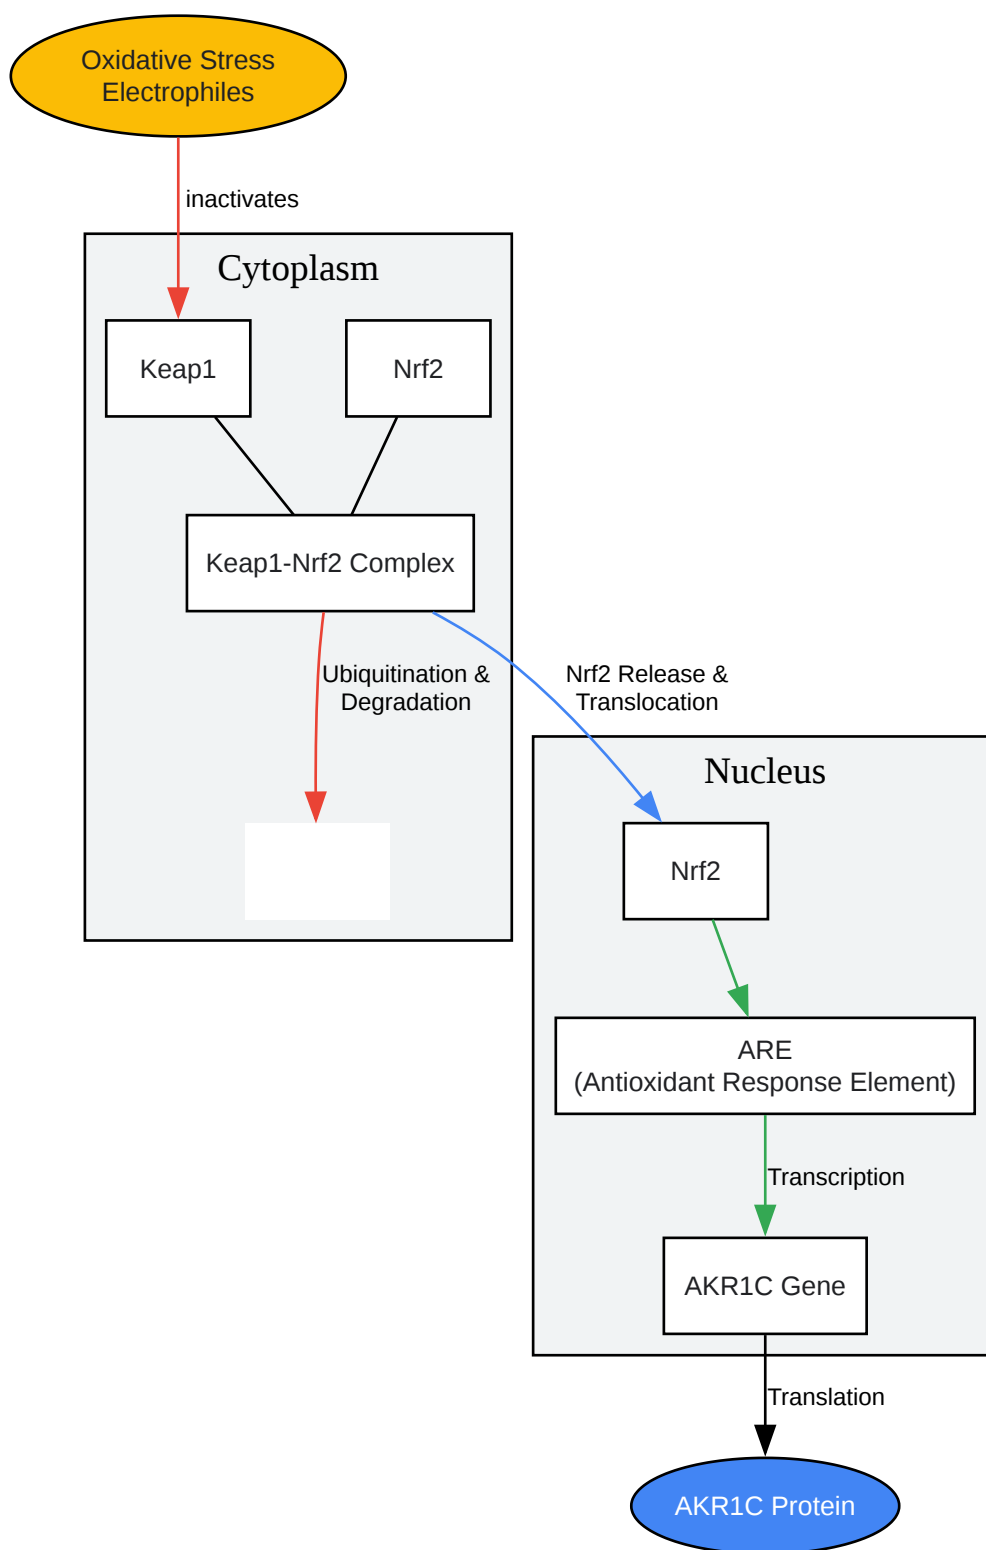 Oxidative Stress
Electrophiles
inactivates
Cytoplasm
Keap1
Nrf2
Keap1-Nrf2 Complex
Ubiquitination &
Degradation
Nrf2 Release &
Translocation
Nucleus
Nrf2
ARE
(Antioxidant Response Element)
Transcription
AKR1C Gene
Translation
AKR1C Protein